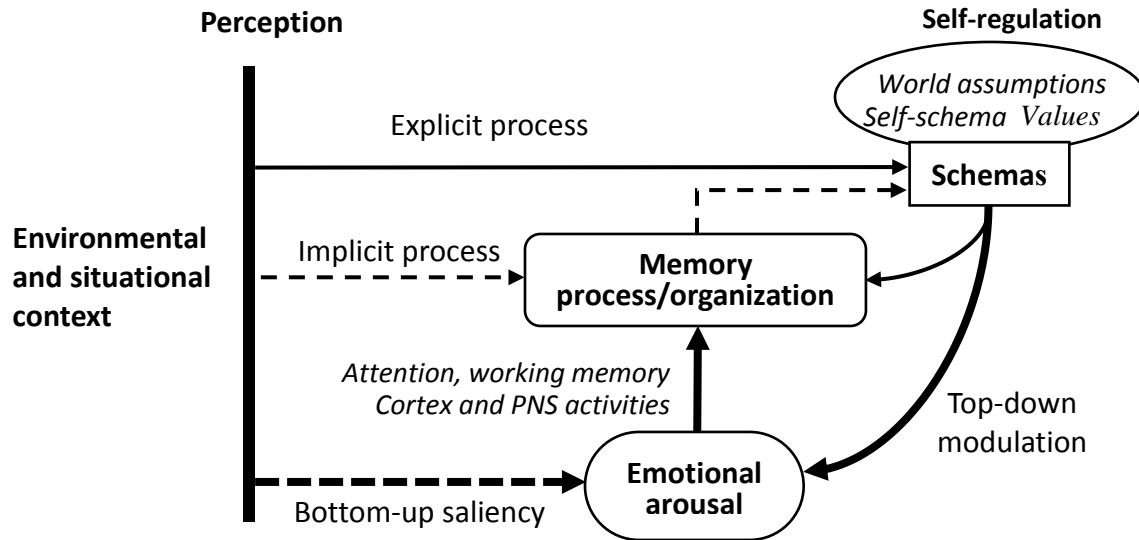 Perception
Self-regulation
World assumptions
Self-schema Values
Explicit process
Schemas
Environmental
and situational
context
Implicit process
Memory
process/organization
Attention, working memory
Cortex and PNS activities
Top-down
modulation
Emotional
arousal
Bottom-up saliency